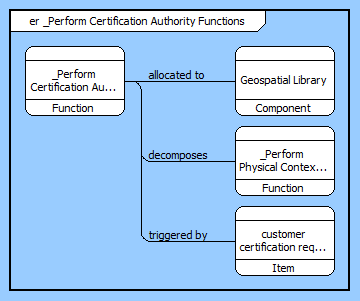 er _Perform Certification Authority Functions
_Perform
Certification Au...
Function
allocated to
Geospatial Library
Component
decomposes
_Perform
Physical Contex...
Function
triggered by
customer
certification req...
Item